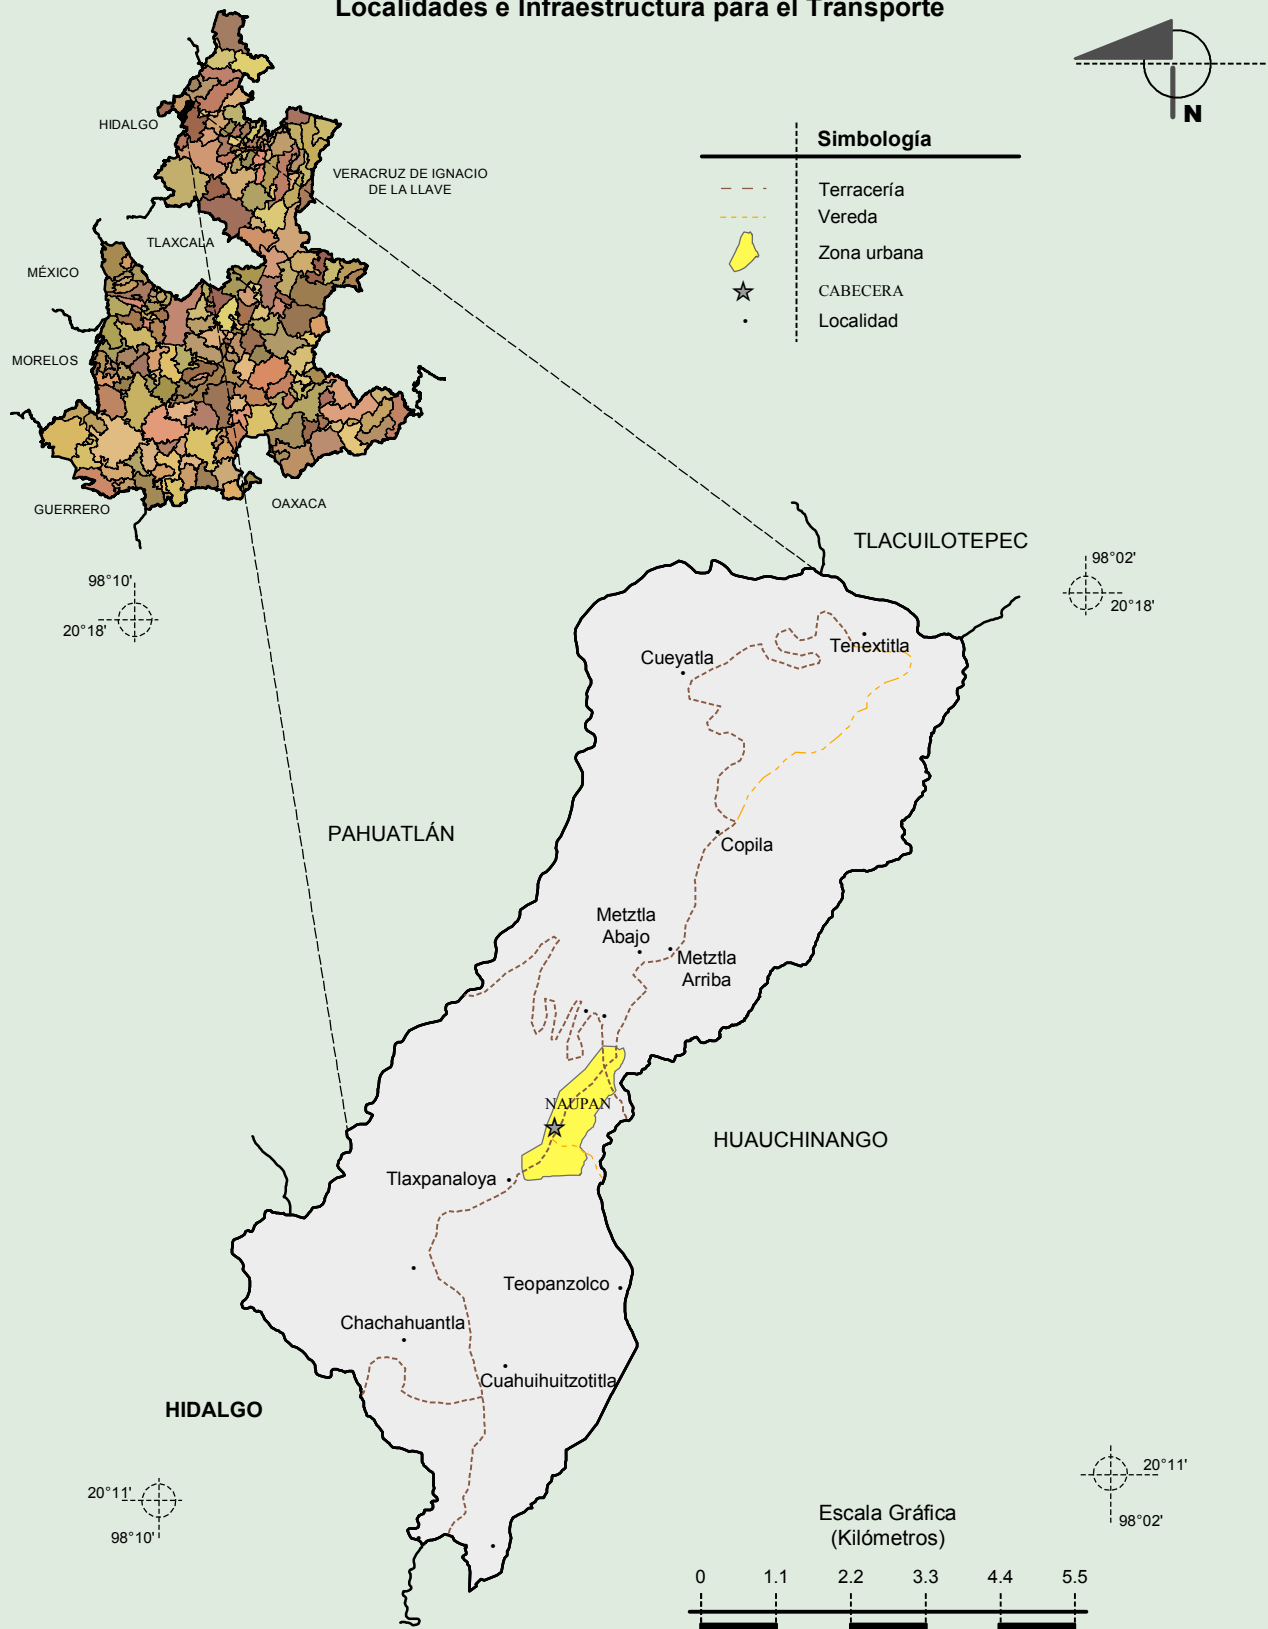 Localidades e Infraestructura para el Transporte
N
HIDALGO
VERACRUZ DE IGNACIO
DE LA LLAVE
TLAXCALA
MÉXICO
MORELOS
GUERRERO
OAXACA
Simbología
Terracería
Vereda
Zona urbana
CABECERA
Localidad
98°10'
20°18'
98°02'
20°18'
TLACUILOTEPEC
Tenextitla
Cueyatla
PAHUATLÁN
Copila
Metztla
Abajo
Metztla
Arriba
NAUPAN
HUAUCHINANGO
Tlaxpanaloya
Teopanzolco
Chachahuantla
Cuahuihuitzotitla
HIDALGO
20°11'
98°10'
20°11'
98°02'
Escala Gráfica
(Kilómetros)
0 1.1 2.2 3.3 4.4 5.5